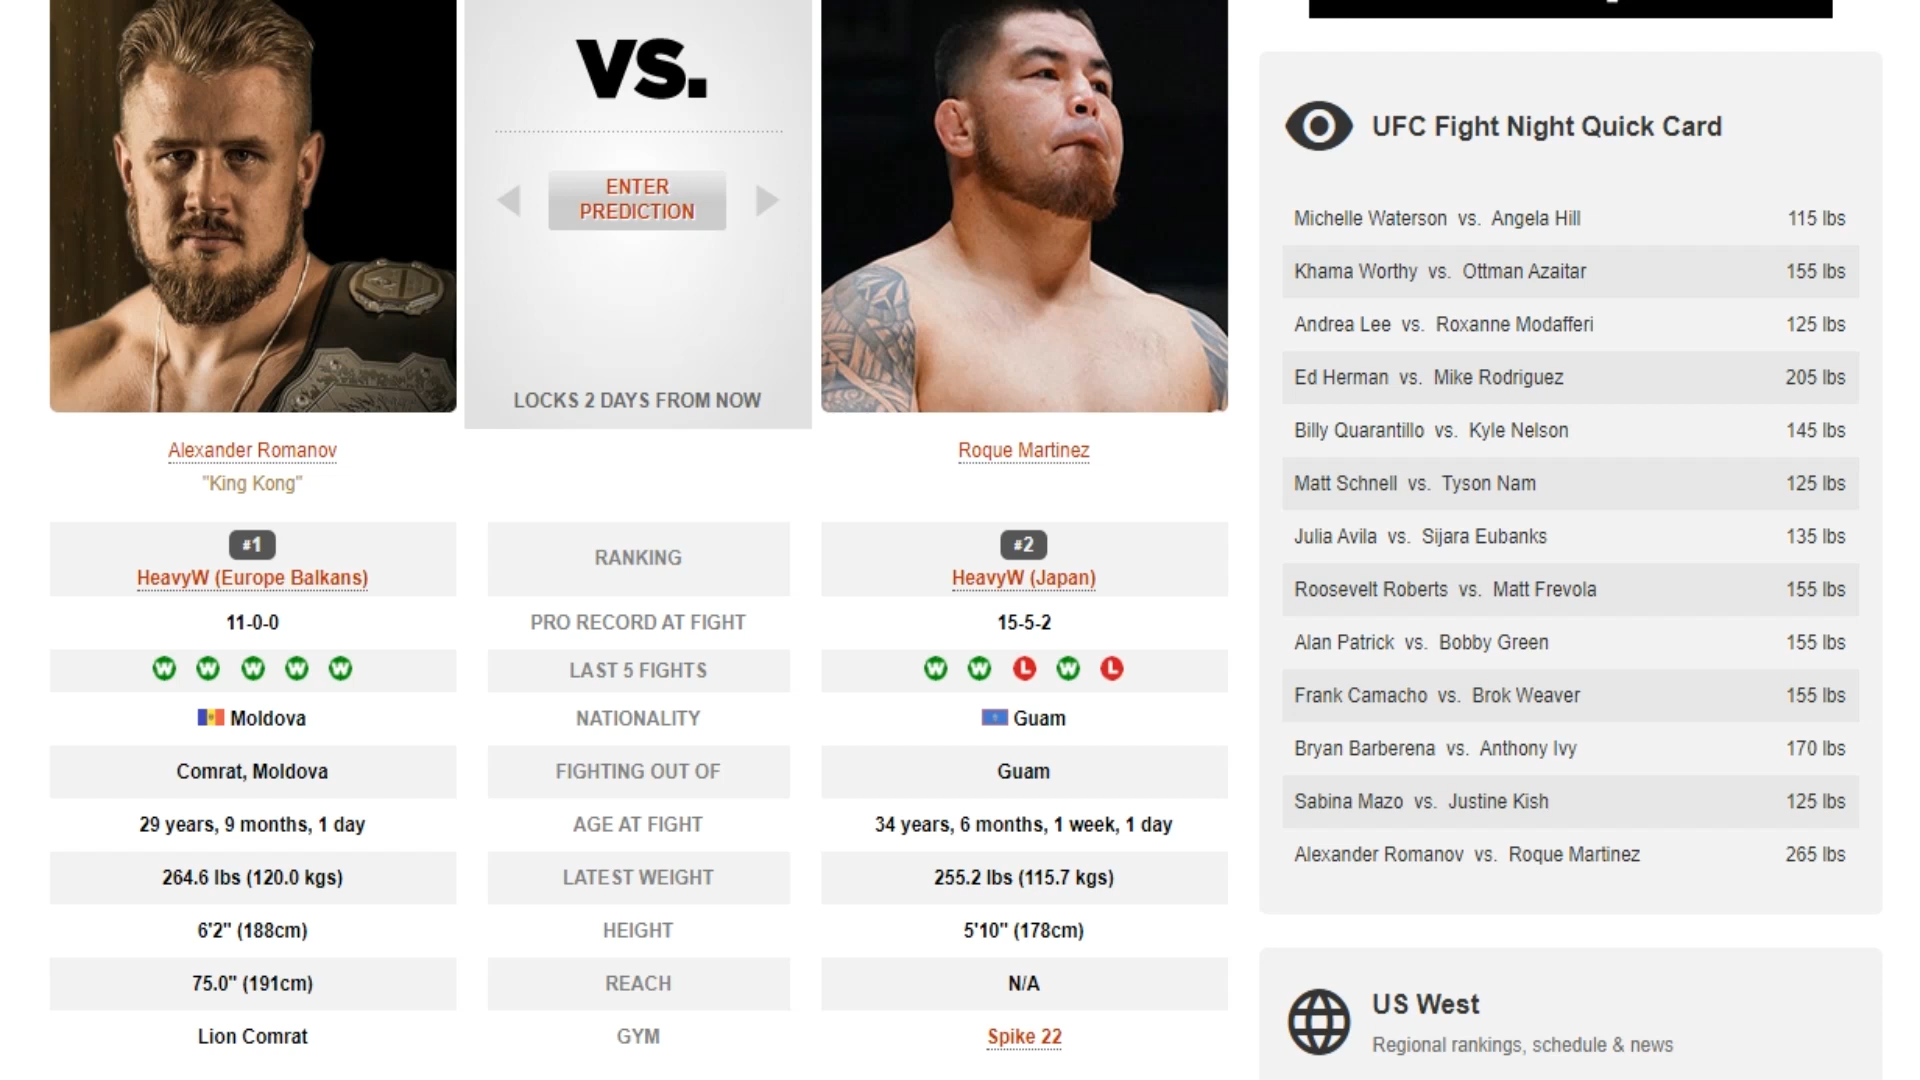 VS.
ENTER
PREDICTION
LOCKS 2 DAYS FROM NOW
Alexander Romanov
"King Kong"
Roque Martinez
#1
HeavyW (Europe Balkans)
RANKING
#2
HeavyW (Japan)
11-0-0 PRO RECORD AT FIGHT 15-5-2
W W W W W LAST 5 FIGHTS W W L W L
Moldova NATIONALITY Guam
Comrat, Moldova FIGHTING OUT OF Guam
29 years, 9 months, 1 day AGE AT FIGHT 34 years, 6 months, 1 week, 1 day
264.6 lbs (120.0 kgs) LATEST WEIGHT 255.2 lbs (115.7 kgs)
6'2" (188cm) HEIGHT 5'10" (178cm)
75.0" (191cm) REACH N/A
Lion Comrat GYM Spike 22
UFC Fight Night Quick Card
Michelle Waterson vs. Angela Hill 115 lbs
Khama Worthy vs. Ottman Azaitar 155 lbs
Andrea Lee vs. Roxanne Modafferi 125 lbs
Ed Herman vs. Mike Rodriguez 205 lbs
Billy Quarantillo vs. Kyle Nelson 145 lbs
Matt Schnell vs. Tyson Nam 125 lbs
Julia Avila vs. Sijara Eubanks 135 lbs
Roosevelt Roberts vs. Matt Frevola 155 lbs
Alan Patrick vs. Bobby Green 155 lbs
Frank Camacho vs. Brok Weaver 155 lbs
Bryan Barberena vs. Anthony Ivy 170 lbs
Sabina Mazo vs. Justine Kish 125 lbs
Alexander Romanov vs. Roque Martinez 265 lbs
US West
Regional rankings, schedule & news